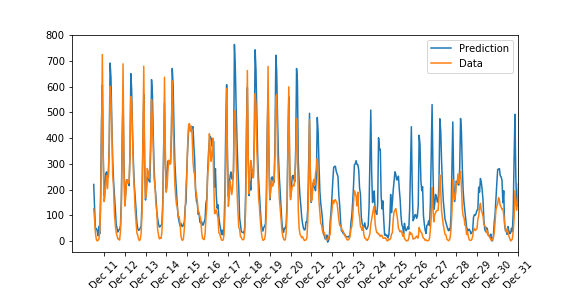 800
700
600
500
400
300
200
100
0
Prediction
Data
Dec 11
Dec 12
Dec 13
Dec 14
Dec 15
Dec 16
Dec 17
Dec 18
Dec 19
Dec 20
Dec 21
Dec 22
Dec 23
Dec 24
Dec 25
Dec 26
Dec 27
Dec 28
Dec 29
Dec 30
Dec 31